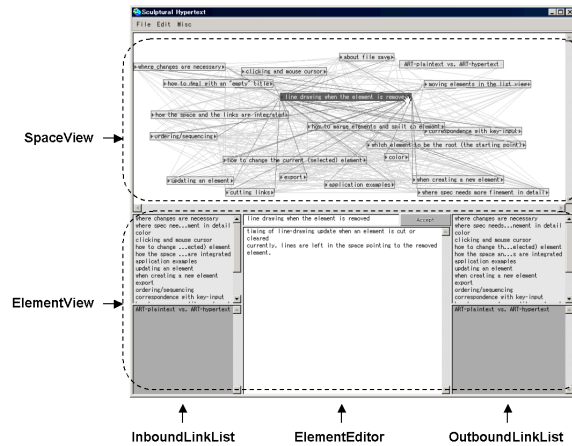 Sculptural Hypertext
File Edit Misc
about file save
where changes are necessary
ART-plaintext vs. ART-hypertext
clicking and mouse cursor
how to deal with an "empty" title
moving elements in the list view
line drawing when the element is remove
how the space and the links are integrated
how to merge elements and split an element
correspondence with key-input
ordering/sequencing
which element to be the root (the starting point)
color
how to change the current (selected) element
export
updating an element
when creating a new element
application examples
cutting links
where spec needs more finement in detail
SpaceView
where changes are necessary
where spec nee...ment in detail
color
clicking and mouse cursor
how to change ...ected) element
how the space ...are integrated
application examples
updating an element
when creating a new element
export
ordering/sequencing
correspondence with key-input
ART-plaintext vs. ART-hypertext
line drawing when the element is removed
Accept
timing of line-drawing update when an element is cut or
cleared
currently, lines are left in the space pointing to the removed
element.
where changes are necessary
where spec needs...ment in detail
color
clicking and mouse cursor
how to change th...elected) element
how the space an...s are integrated
application examples
updating an element
when creating a new element
export
ordering/sequencing
correspondence with key-input
ART-plaintext vs. ART-hypertext
ElementView
InboundLinkList
ElementEditor
OutboundLinkList